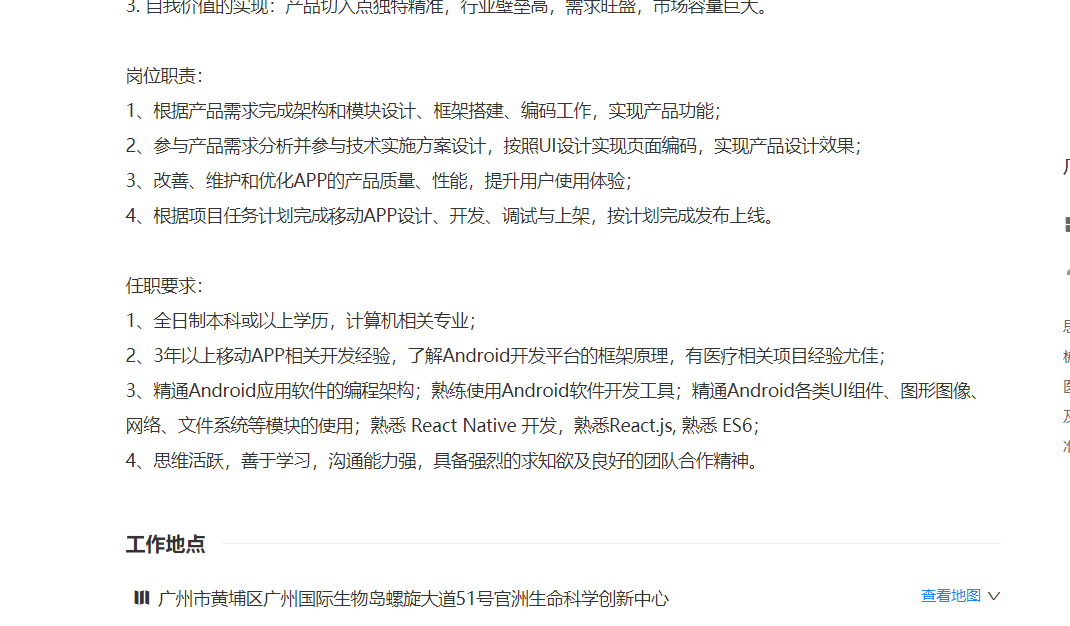 3. 自我价值的实现：产品切入点独特精准，行业壁垒高，需求旺盛，市场容量巨大。
岗位职责：
1、根据产品需求完成架构和模块设计、框架搭建、编码工作，实现产品功能；
2、参与产品需求分析并参与技术实施方案设计，按照UI设计实现页面编码，实现产品设计效果；
3、改善、维护和优化APP的产品质量、性能，提升用户使用体验；
4、根据项目任务计划完成移动APP设计、开发、调试与上架，按计划完成发布上线。
任职要求：
1、全日制本科或以上学历，计算机相关专业；
2、3年以上移动APP相关开发经验，了解Android开发平台的框架原理，有医疗相关项目经验尤佳；
3、精通Android应用软件的编程架构；熟练使用Android软件开发工具；精通Android各类UI组件、图形图像、
网络、文件系统等模块的使用；熟悉 React Native 开发，熟悉React.js, 熟悉 ES6；
4、思维活跃，善于学习，沟通能力强，具备强烈的求知欲及良好的团队合作精神。
工作地点
广州市黄埔区广州国际生物岛螺旋大道51号官洲生命科学创新中心
查看地图